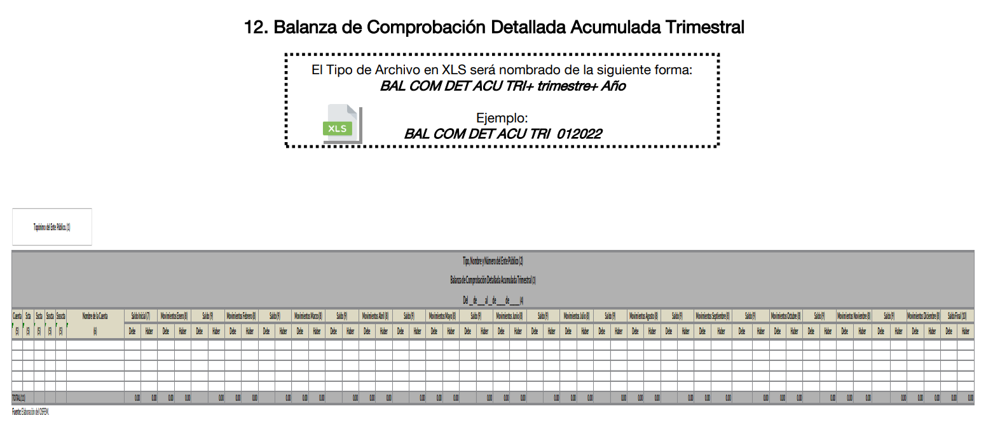 12. Balanza de Comprobación Detallada Acumulada Trimestral
El Tipo de Archivo en XLS será nombrado de la siguiente forma:
BAL COM DET ACU TRI+ trimestre+ Año
XLS
Ejemplo:
BAL COM DET ACU TRI  012022
Topónimo del Ente Público. (1)
Tipo, Nombre y Número del Ente Público (2)
Balanza de Comprobación Detallada Acumulada Trimestral (3)
Del __de ___al __de ____de____ (4)
Cuenta Scta Sscta Ssscta Sssscta Nombre de la Cuenta Saldo Inicial (7) Movimientos Enero (8) Saldo (9) Movimientos Febrero (8) Saldo (9) Movimientos Marzo (8) Saldo (9) Movimientos Abril (8) Saldo (9) Movimientos Mayo (8) Saldo (9) Movimientos Junio (8) Saldo (9) Movimientos Julio (8) Saldo (9) Movimientos Agosto (8) Saldo (9) Movimientos Septiembre (8) Saldo (9) Movimientos Octubre (8) Saldo (9) Movimientos Noviembre (8) Saldo (9) Movimientos Diciembre (8) Saldo Final (10)
(5) (5) (5) (5) (5) (6) Debe Haber Debe Haber Debe Haber Debe Haber Debe Haber Debe Haber Debe Haber Debe Haber Debe Haber Debe Haber Debe Haber Debe Haber Debe Haber Debe Haber Debe Haber Debe Haber Debe Haber Debe Haber Debe Haber Debe Haber Debe Haber Debe Haber Debe Haber Debe Haber Debe Haber
TOTAL (11) 0.00 0.00 0.00 0.00 0.00 0.00 0.00 0.00 0.00 0.00 0.00 0.00 0.00 0.00 0.00 0.00 0.00 0.00 0.00 0.00 0.00 0.00 0.00 0.00 0.00 0.00 0.00 0.00 0.00 0.00 0.00 0.00 0.00 0.00 0.00 0.00 0.00 0.00 0.00
Fuente: Elaboración del OSFEM.